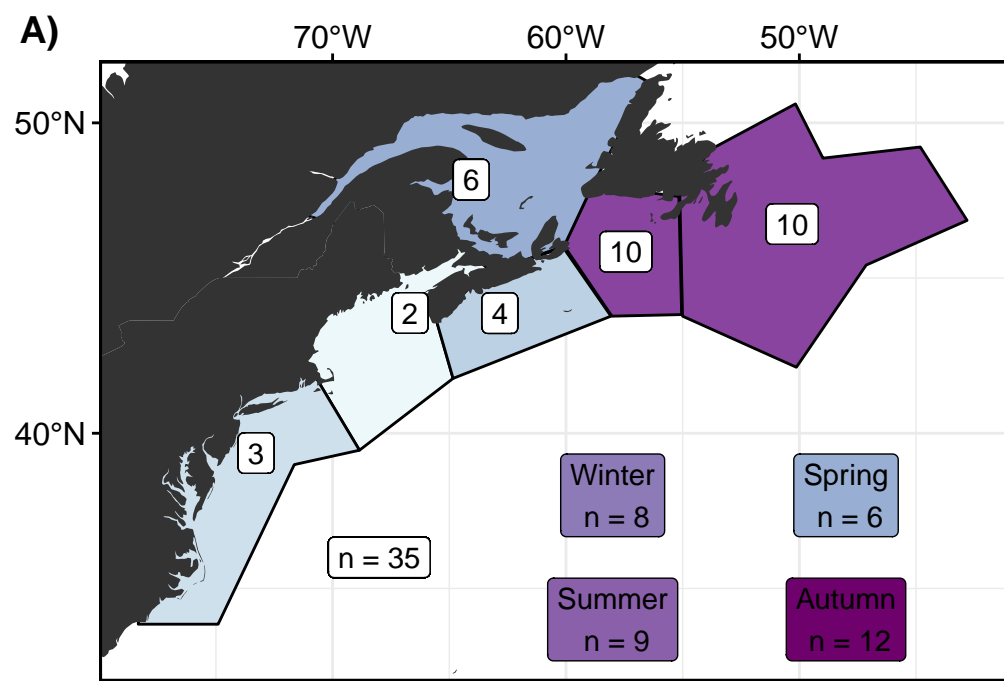 A)
70°W 60°W 50°W
50°N
6
10
10
2
4
40°N
3
Winter
n = 8
Spring
n = 6
n = 35
Summer
n = 9
Autumn
n = 12